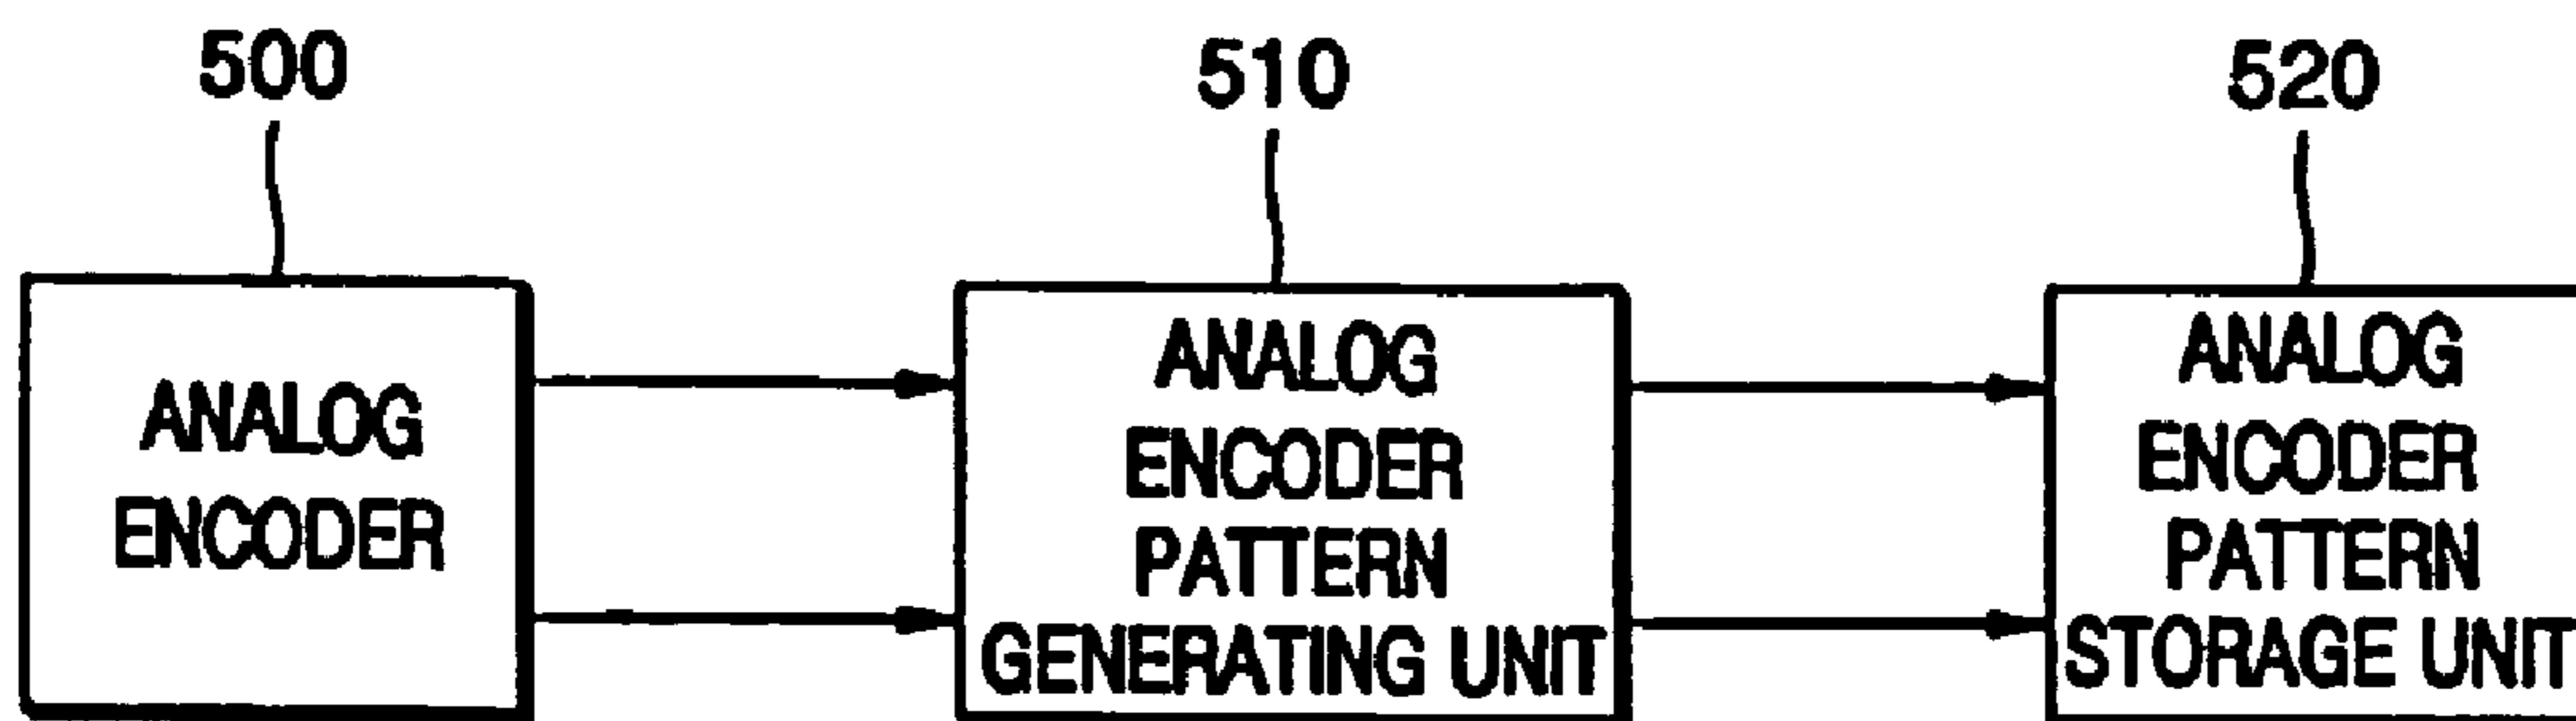 500
510
520
ANALOG
ENCODER
ANALOG
ENCODER
PATTERN
GENERATING UNIT
ANALOG
ENCODER
PATTERN
STORAGE UNIT